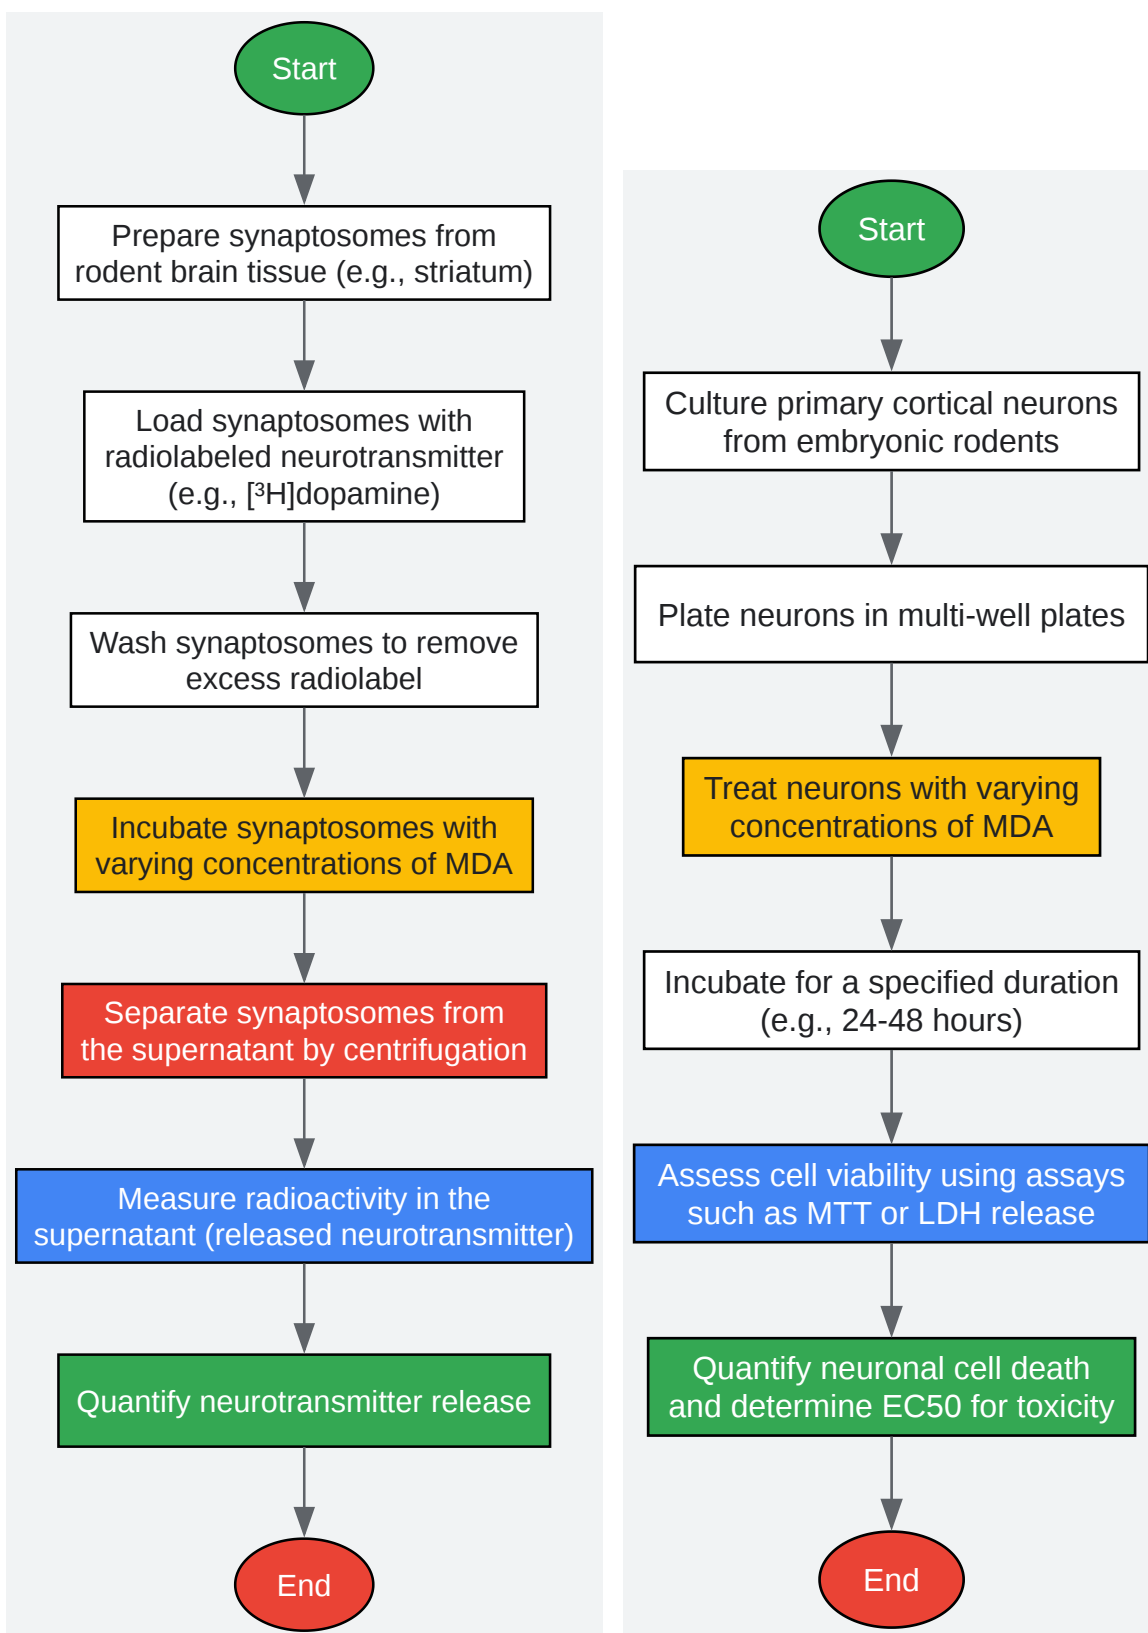 Start
Prepare synaptosomes from
rodent brain tissue (e.g., striatum)
Load synaptosomes with
radiolabeled neurotransmitter
(e.g., [³H]dopamine)
Wash synaptosomes to remove
excess radiolabel
Incubate synaptosomes with
varying concentrations of MDA
Separate synaptosomes from
the supernatant by centrifugation
Measure radioactivity in the
supernatant (released neurotransmitter)
Quantify neurotransmitter release
End
Start
Culture primary cortical neurons
from embryonic rodents
Plate neurons in multi-well plates
Treat neurons with varying
concentrations of MDA
Incubate for a specified duration
(e.g., 24-48 hours)
Assess cell viability using assays
such as MTT or LDH release
Quantify neuronal cell death
and determine EC50 for toxicity
End